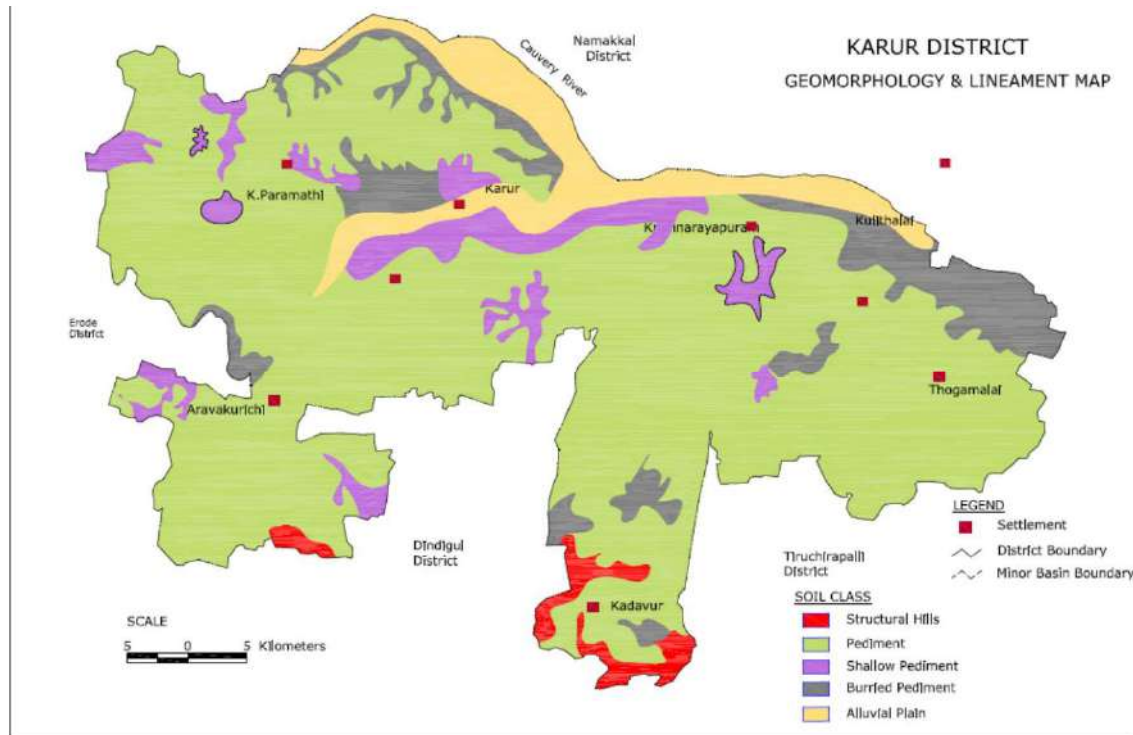 KARUR DISTRICT
GEOMORPHOLOGY & LINEAMENT MAP
Namakkal
District
Cauvery River
K.Paramathi
Karur
Krishnarayapuram
Kulithalai
Erode
District
Aravakurichi
Thogamalai
Dindigul
District
Tiruchirapalli
District
Kadavur
SCALE
5 0 5 Kilometers
LEGEND
Settlement
District Boundary
Minor Basin Boundary
SOIL CLASS
Structural Hills
Pediment
Shallow Pediment
Burried Pediment
Alluvial Plain